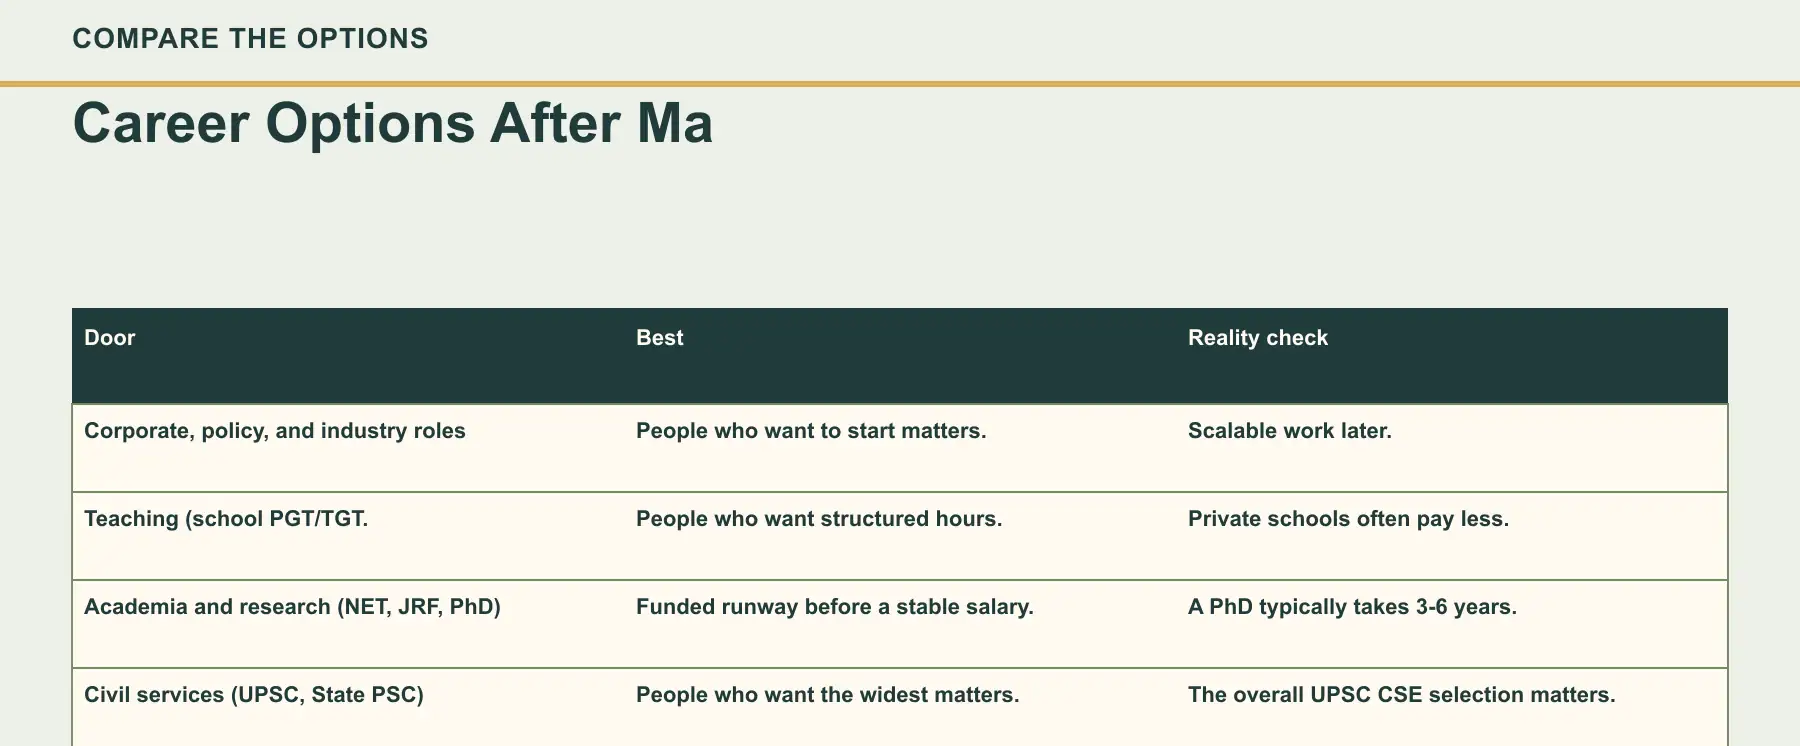 COMPARE THE OPTIONS
Career Options After Ma
Door Best Reality check
Corporate, policy, and industry roles People who want to start matters. Scalable work later.
Teaching (school PGT/TGT. People who want structured hours. Private schools often pay less.
Academia and research (NET, JRF, PhD) Funded runway before a stable salary. A PhD typically takes 3-6 years.
Civil services (UPSC, State PSC) People who want the widest matters. The overall UPSC CSE selection matters.